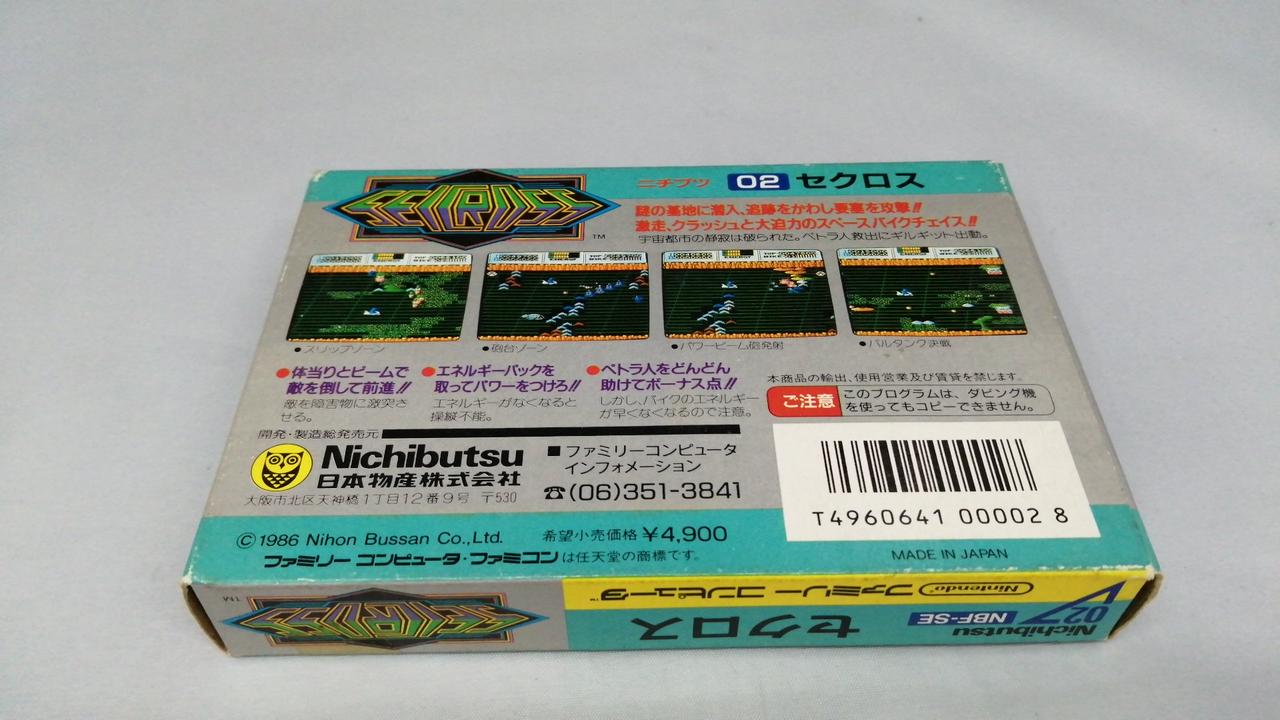 SEICROSS
TM
ニチブツ 02 セクロス
謎の基地に潜入、追跡をかわし要塞を攻撃!!
激走、クラッシュと大迫力のスペースバイクチェイス!!
宇宙都市の静寂は破られた。ペトラ人救出にギルギット出動。
●スリップゾーン
●砲台ゾーン
●パワービーム砲発射
●バルタンク決戦
●体当りとビームで
敵を倒して前進!!
敵を障害物に激突さ
せる。
●エネルギーパックを
取ってパワーをつけろ!!
エネルギーがなくなると
操縦不能。
●ペトラ人をどんどん
助けてボーナス点!!
しかし、バイクのエネルギー
が早くなくなるので注意。
本商品の輸出、使用営業及び賃貸を禁じます。
ご注意
このプログラムは、ダビング機
を使ってもコピーできません。
開発・製造総発売元
Nichibutsu
日本物産株式会社
大阪市北区天神橋1丁目12番9号 〒530
■ファミリーコンピュータ
インフォメーション
☎(06)351-3841
T4960641 00002 8
©1986 Nihon Bussan Co.,Ltd.
希望小売価格 ¥4,900
ファミリー コンピュータ・ファミコンは任天堂の商標です。
MADE IN JAPAN
Nintendo ファミリー コンピュータ™
02
Nichibutsu
NBF-SE
セクロス
SEICROSS
TM